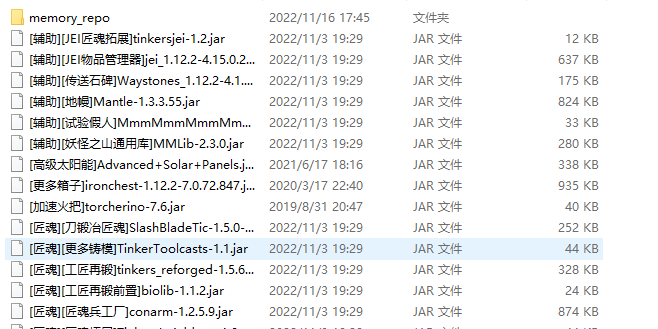 memory_repo 2022/11/16 17:45 文件夹
[辅助][JEI匠魂拓展]tinkersjei-1.2.jar 2022/11/3 19:29 JAR 文件 12 KB
[辅助][JEI物品管理器]jei_1.12.2-4.15.0.2... 2022/11/3 19:29 JAR 文件 637 KB
[辅助][传送石碑]Waystones_1.12.2-4.1.... 2022/11/3 19:29 JAR 文件 175 KB
[辅助][地幔]Mantle-1.3.3.55.jar 2022/11/3 19:29 JAR 文件 824 KB
[辅助][试验假人]MmmMmmMmmMm... 2022/11/3 19:29 JAR 文件 33 KB
[辅助][妖怪之山通用库]MMLib-2.3.0.jar 2022/11/3 19:29 JAR 文件 280 KB
[高级太阳能]Advanced+Solar+Panels.j... 2021/6/17 18:16 JAR 文件 338 KB
[更多箱子]ironchest-1.12.2-7.0.72.847.j... 2020/3/17 22:40 JAR 文件 935 KB
[加速火把]torcherino-7.6.jar 2019/8/31 20:47 JAR 文件 40 KB
[匠魂][刀锻冶匠魂]SlashBladeTic-1.5.0-... 2022/11/3 19:29 JAR 文件 252 KB
[匠魂][更多铸模]TinkerToolcasts-1.1.jar 2022/11/3 19:29 JAR 文件 44 KB
[匠魂][工匠再锻]tinkers_reforged-1.5.6... 2022/11/3 19:29 JAR 文件 328 KB
[匠魂][工匠再锻前置]biolib-1.1.2.jar 2022/11/3 19:29 JAR 文件 24 KB
[匠魂][匠魂兵工厂]conarm-1.2.5.9.jar 2022/11/3 19:29 JAR 文件 874 KB